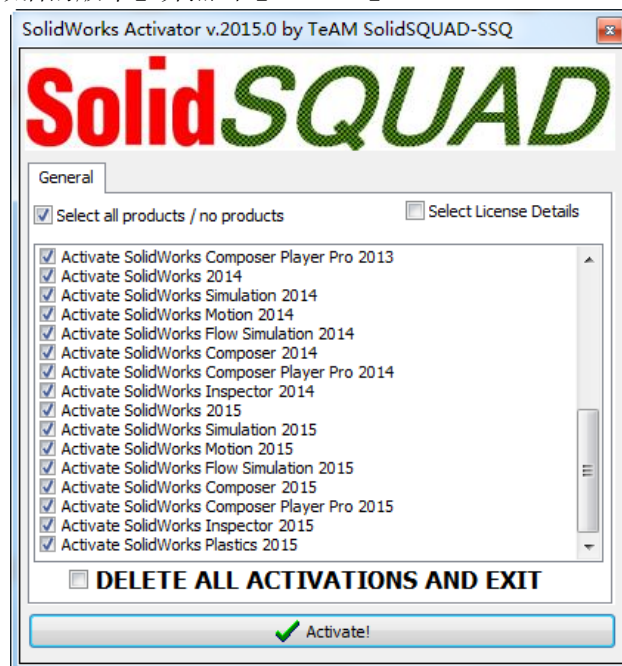 SolidWorks Activator v.2015.0 by TeAM SolidSQUAD-SSQ
SolidSQUAD
General
Select all products / no products
Select License Details
Activate SolidWorks Composer Player Pro 2013
Activate SolidWorks 2014
Activate SolidWorks Simulation 2014
Activate SolidWorks Motion 2014
Activate SolidWorks Flow Simulation 2014
Activate SolidWorks Composer 2014
Activate SolidWorks Composer Player Pro 2014
Activate SolidWorks Inspector 2014
Activate SolidWorks 2015
Activate SolidWorks Simulation 2015
Activate SolidWorks Motion 2015
Activate SolidWorks Flow Simulation 2015
Activate SolidWorks Composer 2015
Activate SolidWorks Composer Player Pro 2015
Activate SolidWorks Inspector 2015
Activate SolidWorks Plastics 2015
DELETE ALL ACTIVATIONS AND EXIT
Activate!